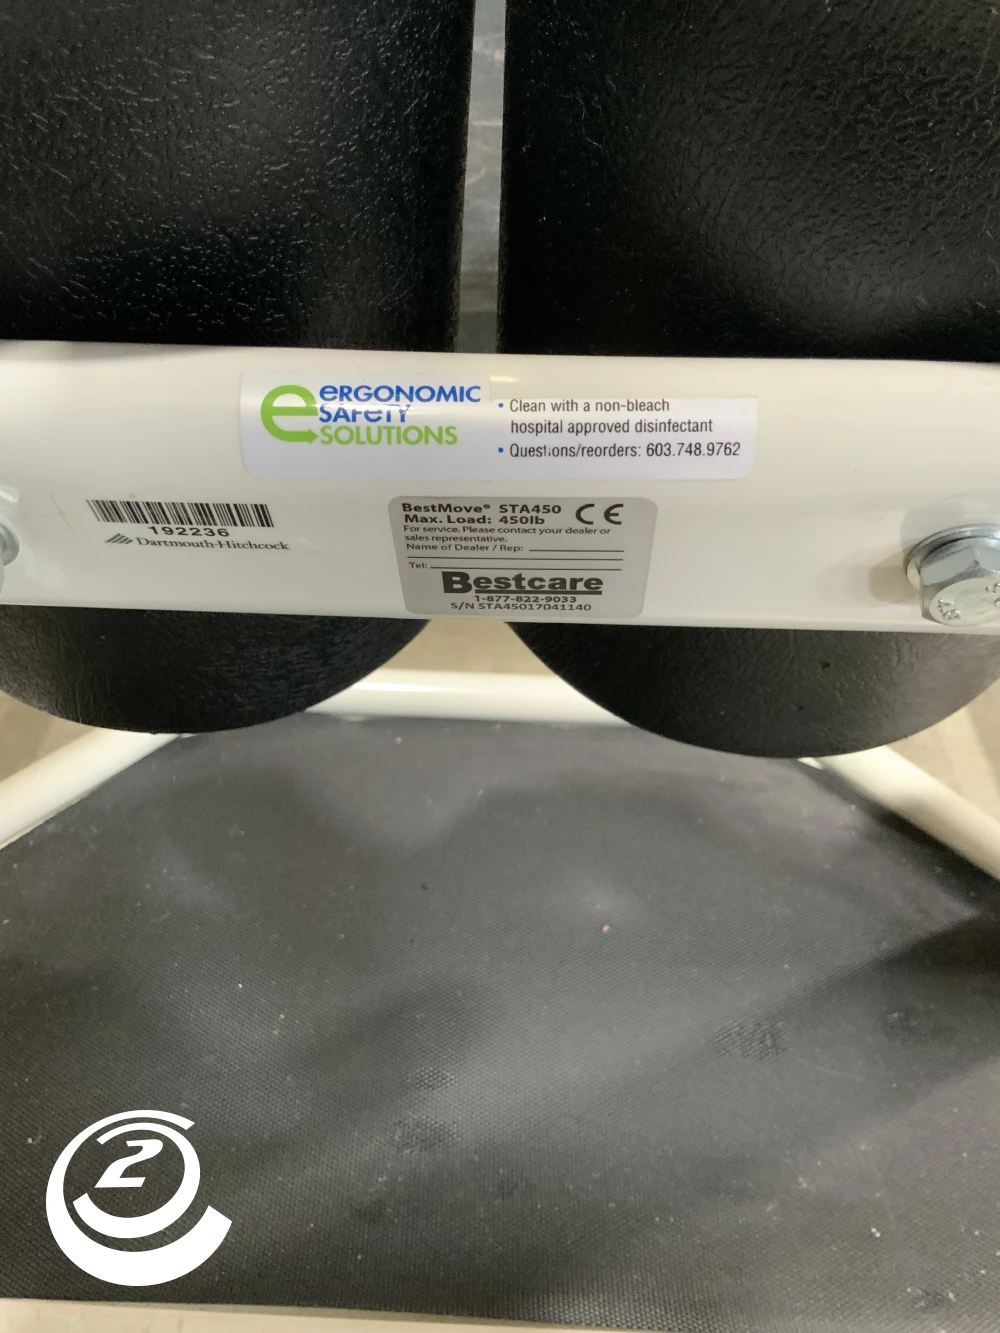 eRGONOMIC
SAFeTY
SOLUTIONS
• Clean with a non-bleach
hospital approved disinfectant
• Questions/reorders: 603.748.9762
192236
Dartmouth-Hitchcock
BestMove® STA450 CE
Max. Load: 450lb
For service. Please contact your dealer or
sales representative.
Name of Dealer / Rep:
Tel:
Bestcare
1-877-822-9033
S/N STA45017041140
2